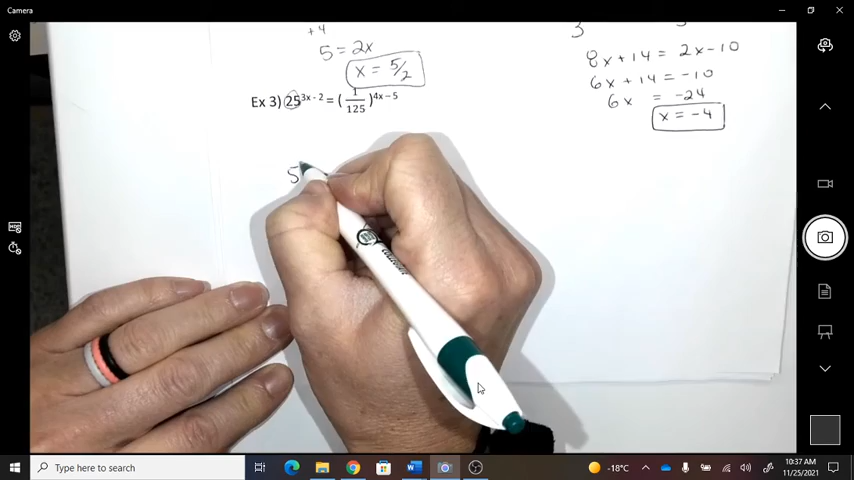 Camera
+4
5 = 2x
x = 5/2
Ex 3) 25^{3x-2} = (1/125)^{4x-5}
5
3
8x+14 = 2x-10
6x+14 = -10
6x = -24
x = -4
Type here to search
-18°C
10:37 AM
11/25/2021